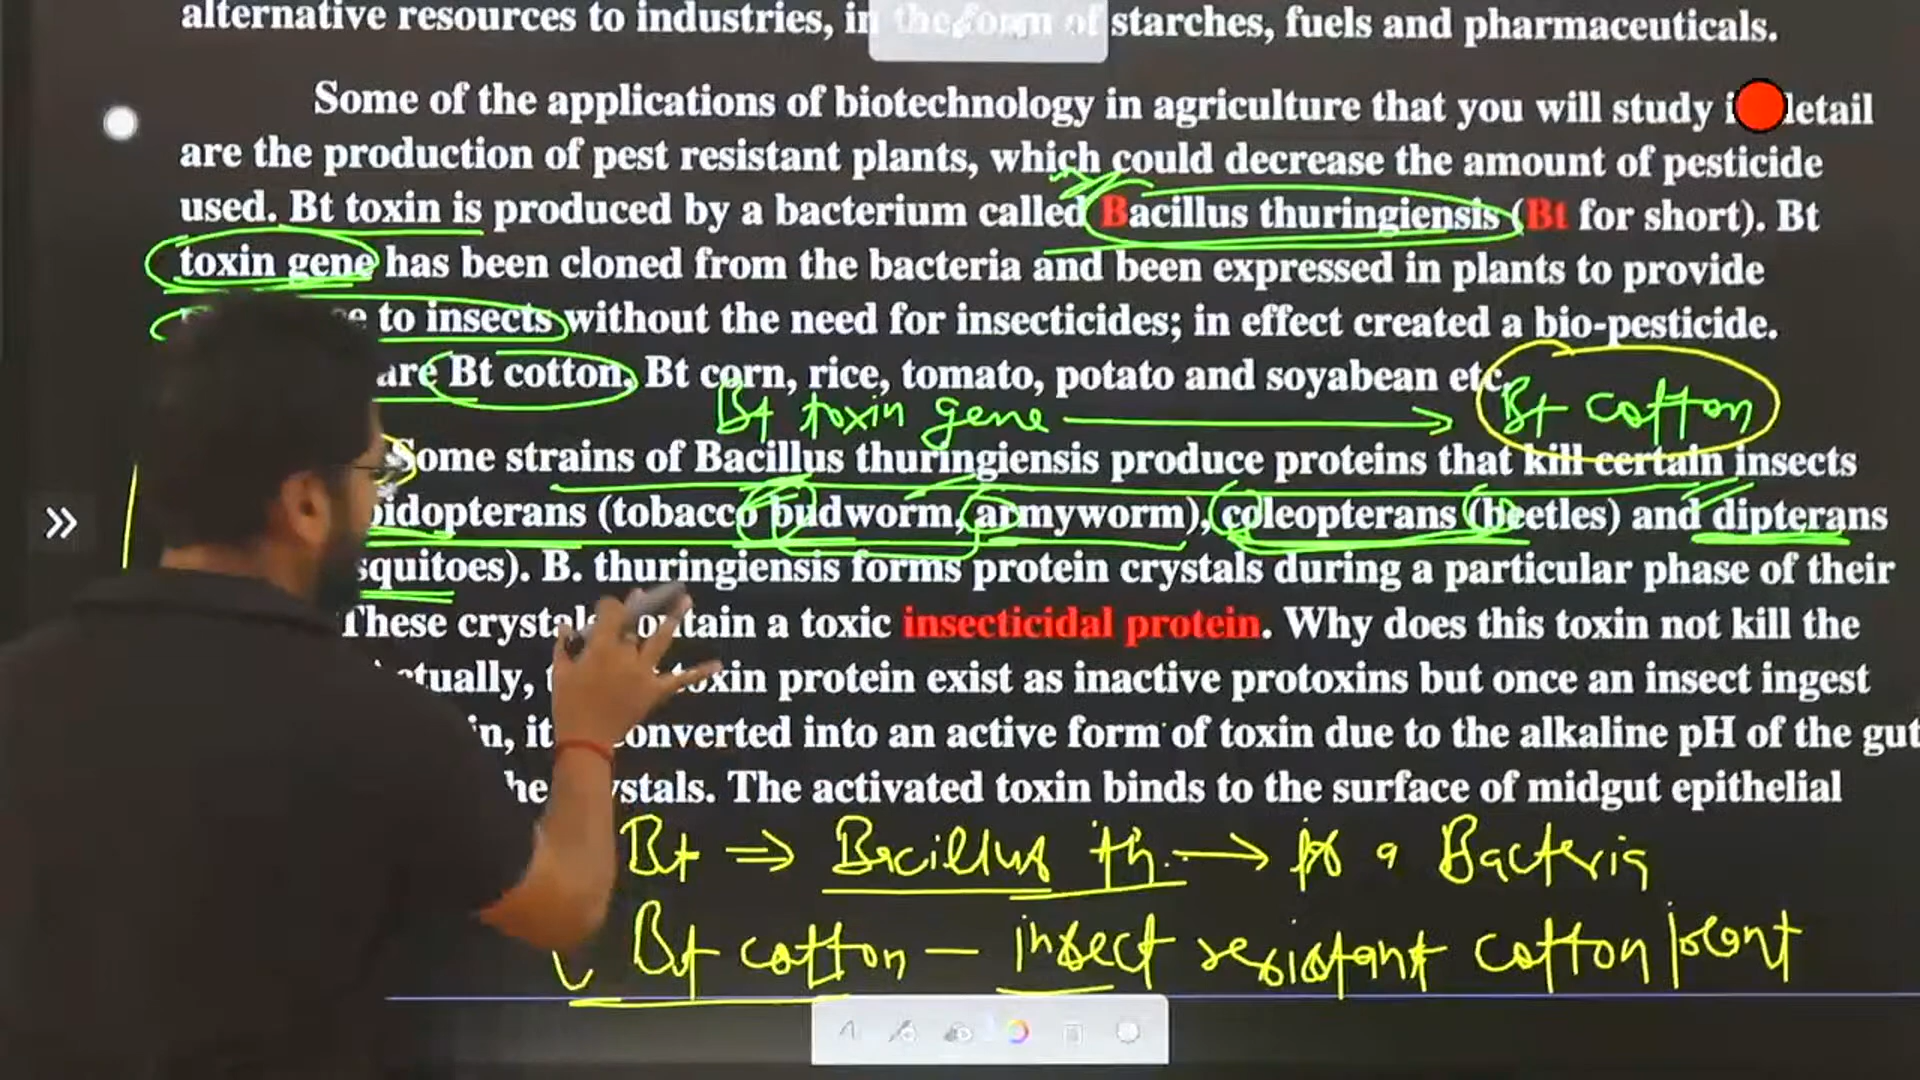 alternative resources to industries, in the form of starches, fuels and pharmaceuticals.
Some of the applications of biotechnology in agriculture that you will study detail
are the production of pest resistant plants, which could decrease the amount of pesticide
used. Bt toxin is produced by a bacterium called Bacillus thuringiensis (Bt for short). Bt
toxin gene has been cloned from the bacteria and been expressed in plants to provide
to insects without the need for insecticides; in effect created a bio-pesticide.
are Bt cotton, Bt corn, rice, tomato, potato and soyabean etc.
Bt toxin gene → Bt cotton
Some strains of Bacillus thuringiensis produce proteins that kill certain insects
idopterans (tobacco budworm, armyworm), coleopterans (beetles) and dipterans
squitoes). B. thuringiensis forms protein crystals during a particular phase of their
These crystals contain a toxic insecticidal protein. Why does this toxin not kill the
ctually, toxin protein exist as inactive protoxins but once an insect ingest
in, it converted into an active form of toxin due to the alkaline pH of the gut
he crystals. The activated toxin binds to the surface of midgut epithelial
Bt ⇒ Bacillus th. → a Bacteria
Bt cotton – insect resistant cotton plant